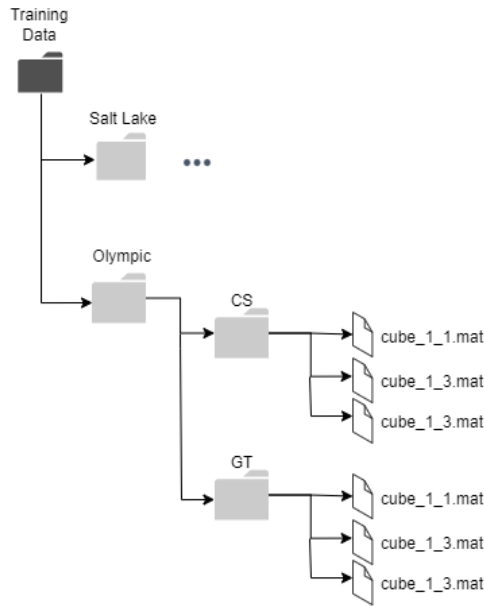 Training
Data
Salt Lake
Olympic
CS
cube_1_1.mat
cube_1_3.mat
cube_1_3.mat
GT
cube_1_1.mat
cube_1_3.mat
cube_1_3.mat